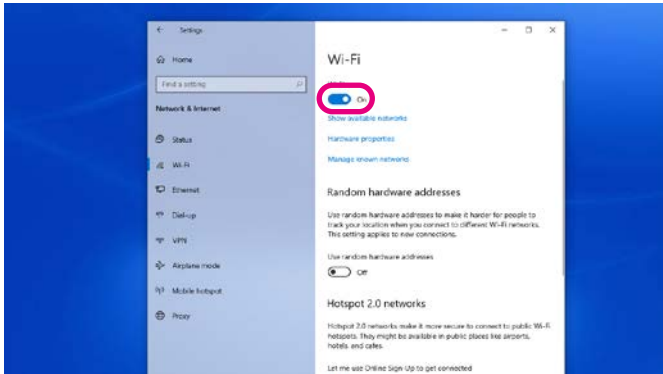 Settings
Home
Find a setting
Network & Internet
Status
Wi-Fi
Ethernet
Dial-up
VPN
Airplane mode
Mobile hotspot
Proxy
Wi-Fi
On
Show available networks
Hardware properties
Manage known networks
Random hardware addresses
Use random hardware addresses to make it harder for people to
track your location when you connect to different Wi-Fi networks.
This setting applies to new connections.
Use random hardware addresses
Off
Hotspot 2.0 networks
Hotspot 2.0 networks make it more secure to connect to public Wi-Fi
hotspots. They might be available in public places like airports,
hotels, and cafes.
Let me use Online Sign-Up to get connected